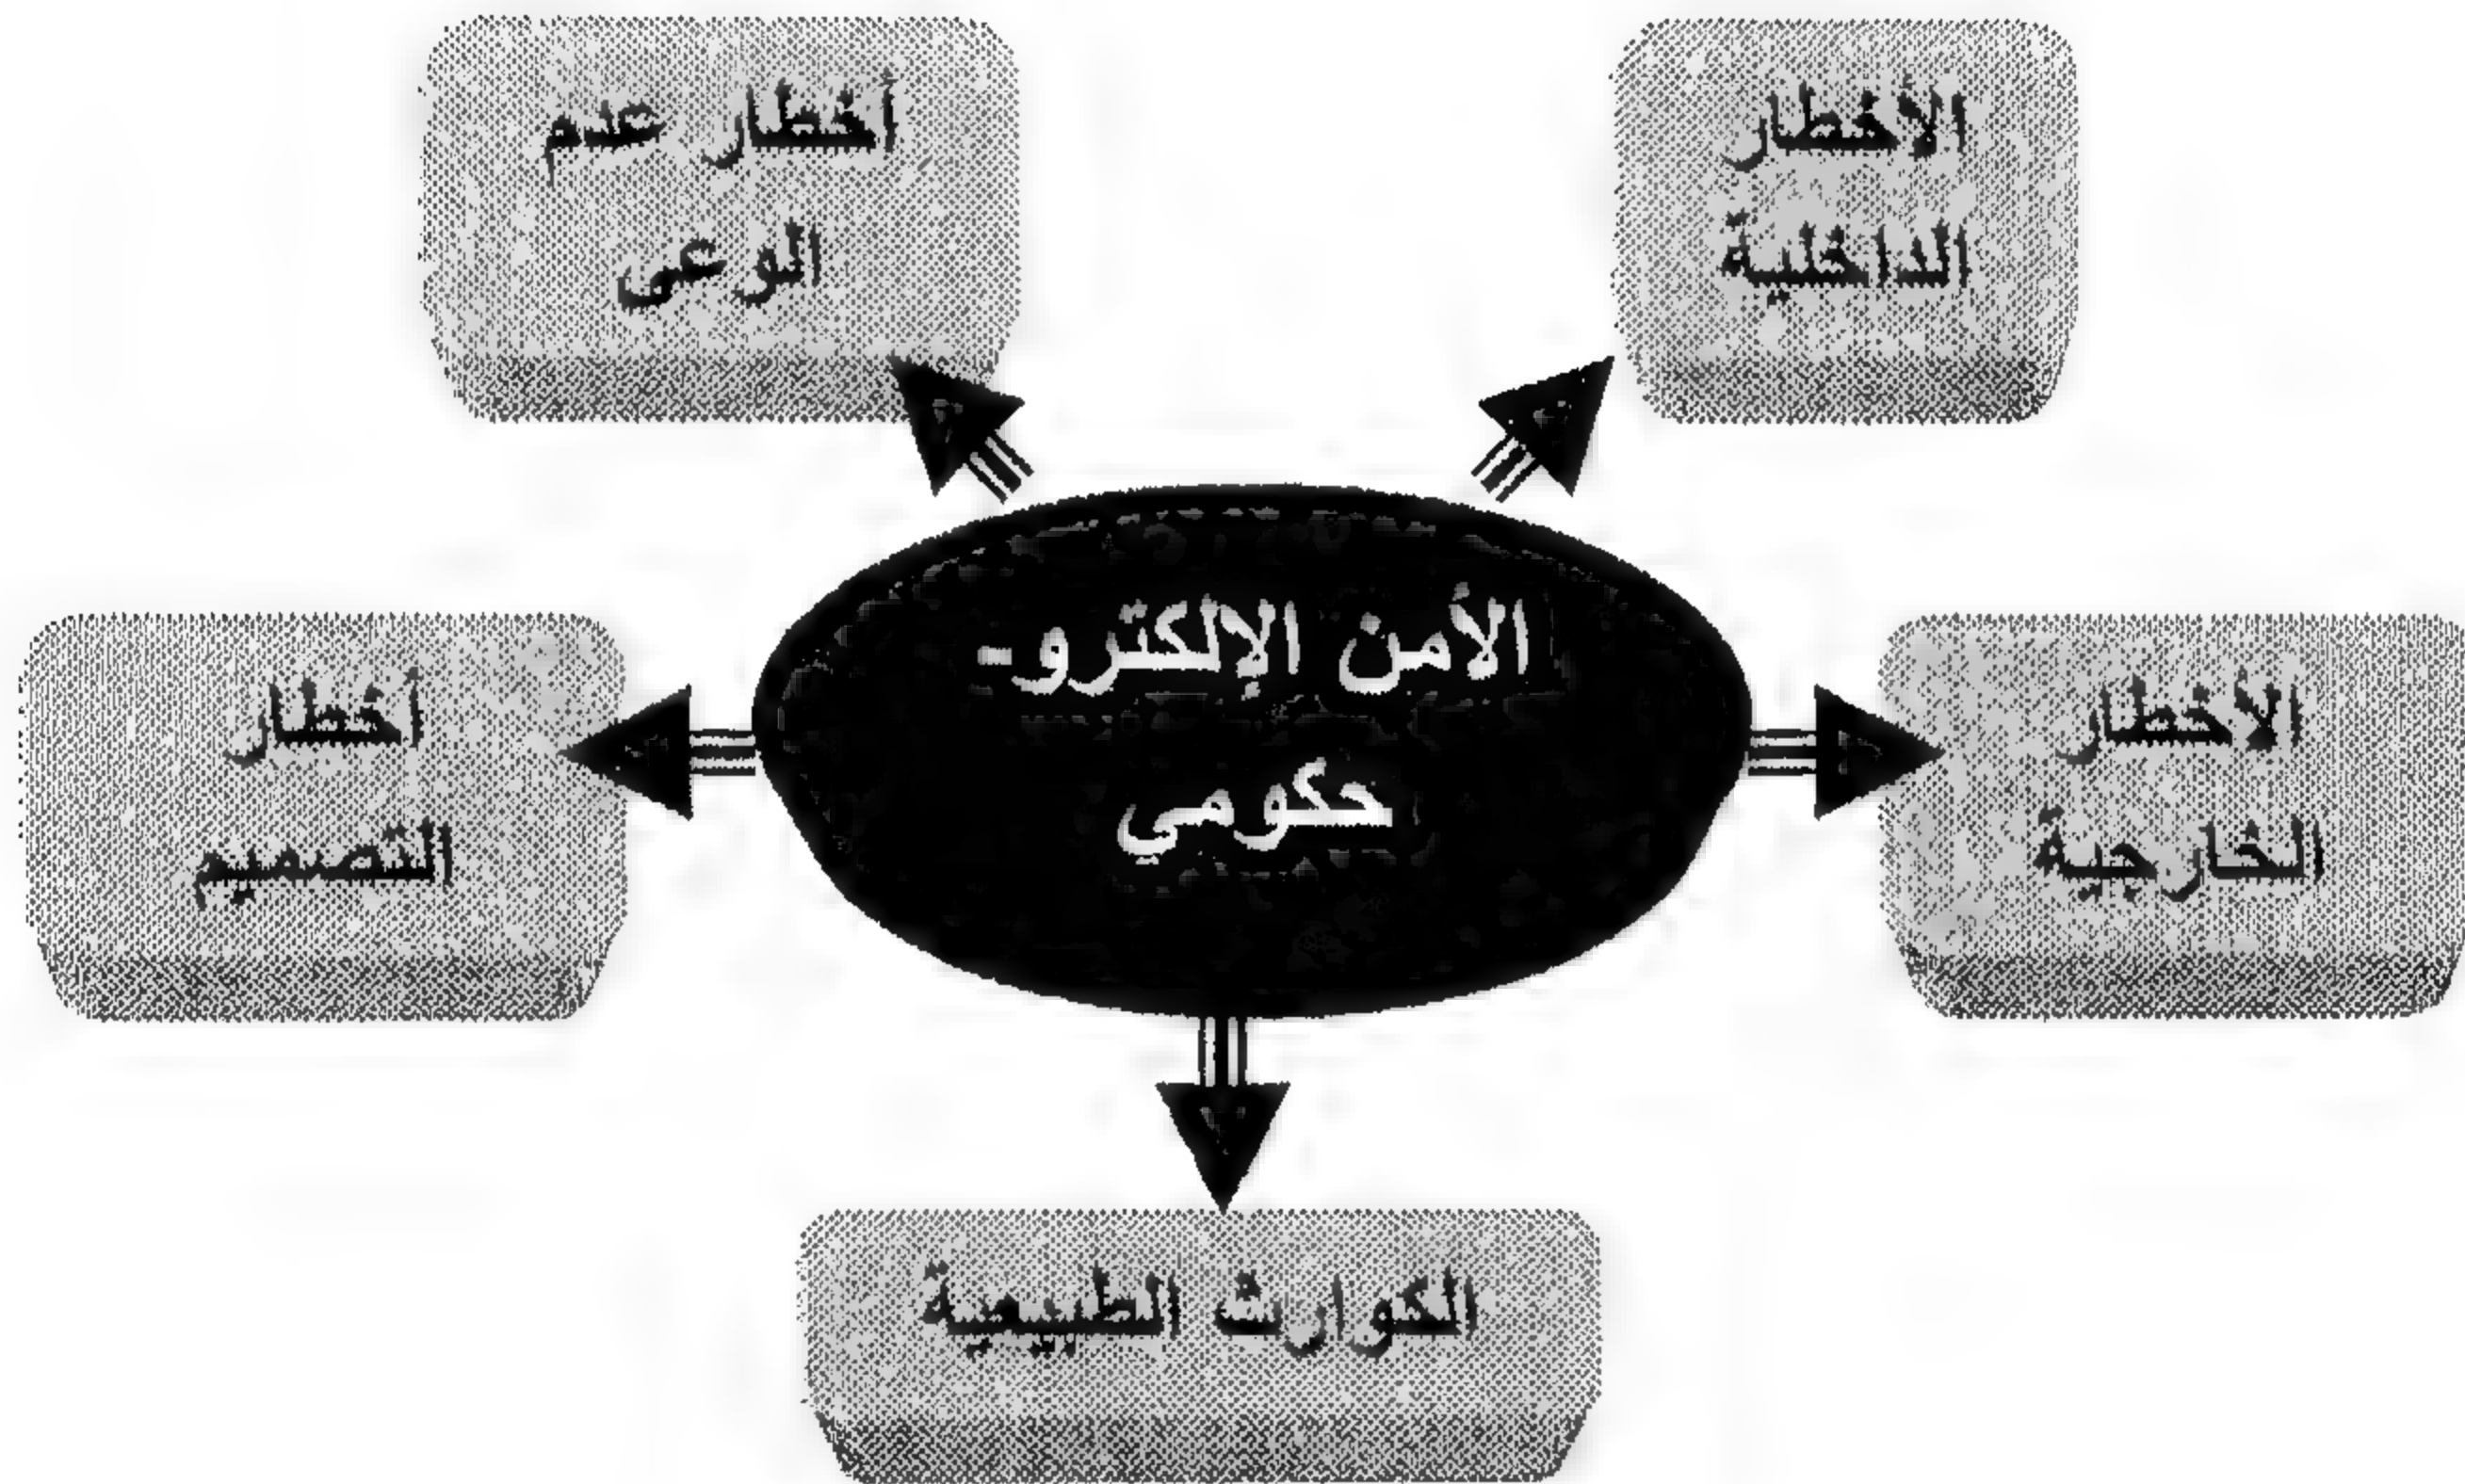 الأخطار
الداخلية
أخطار عدم
الوعى
الأمن الإلكترو-
حكومي
الأخطار
الخارجية
أخطار
التصميم
الكوارث الطبيعية